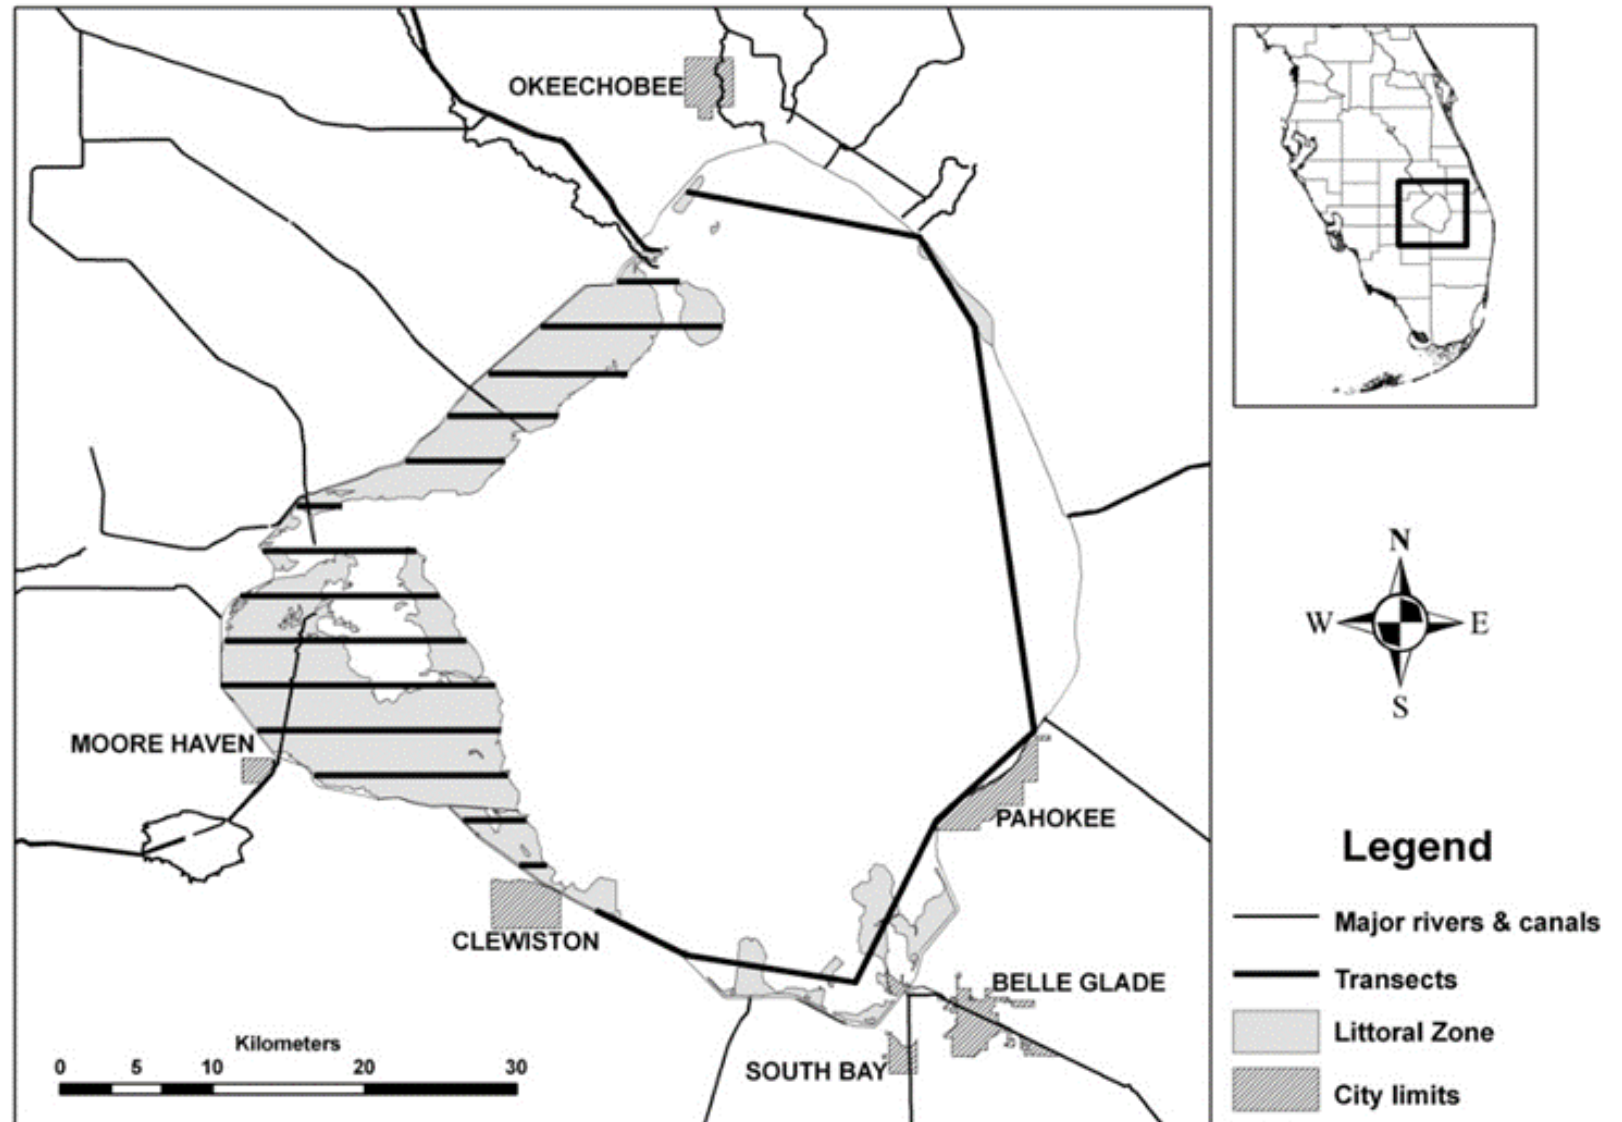 OKEECHOBEE
MOORE HAVEN
CLEWISTON
PAHOKEE
BELLE GLADE
SOUTH BAY
Kilometers
0 5 10 20 30
N
W E
S
Legend
Major rivers & canals
Transects
Littoral Zone
City limits